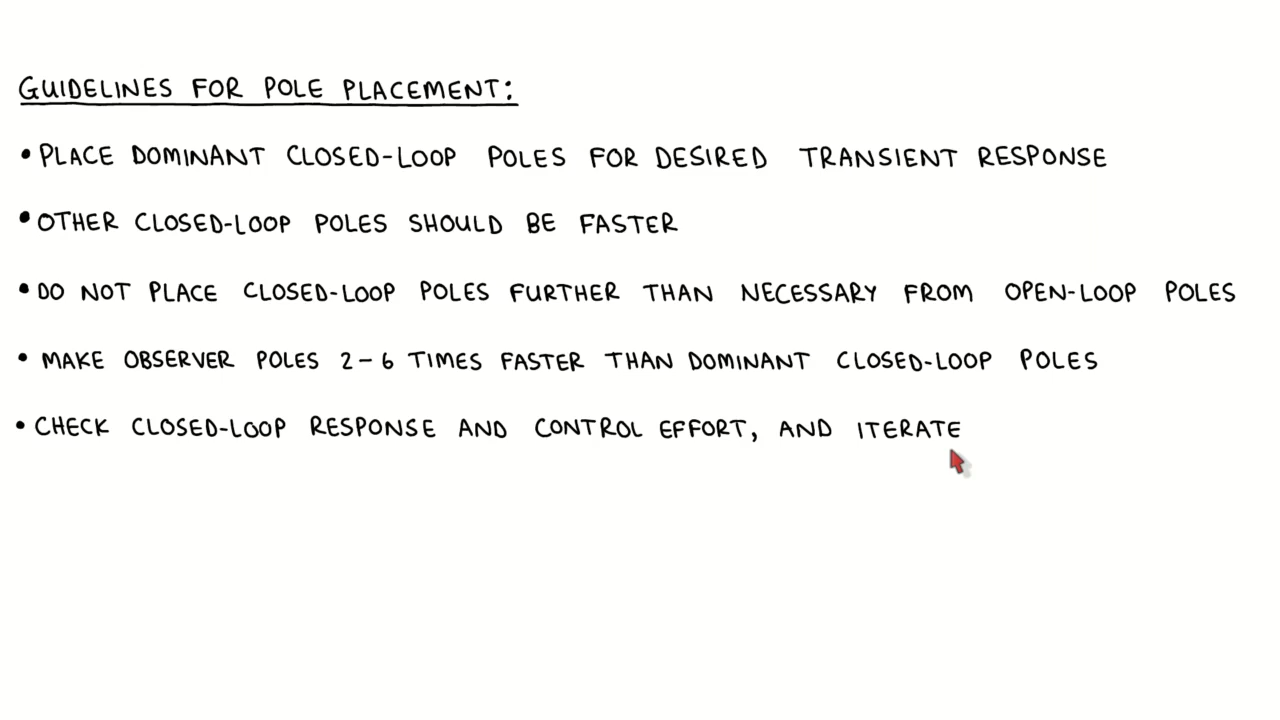 GUIDELINES FOR POLE PLACEMENT:
• PLACE DOMINANT CLOSED-LOOP POLES FOR DESIRED TRANSIENT RESPONSE
• OTHER CLOSED-LOOP POLES SHOULD BE FASTER
• DO NOT PLACE CLOSED-LOOP POLES FURTHER THAN NECESSARY FROM OPEN-LOOP POLES
• MAKE OBSERVER POLES 2-6 TIMES FASTER THAN DOMINANT CLOSED-LOOP POLES
• CHECK CLOSED-LOOP RESPONSE AND CONTROL EFFORT, AND ITERATE